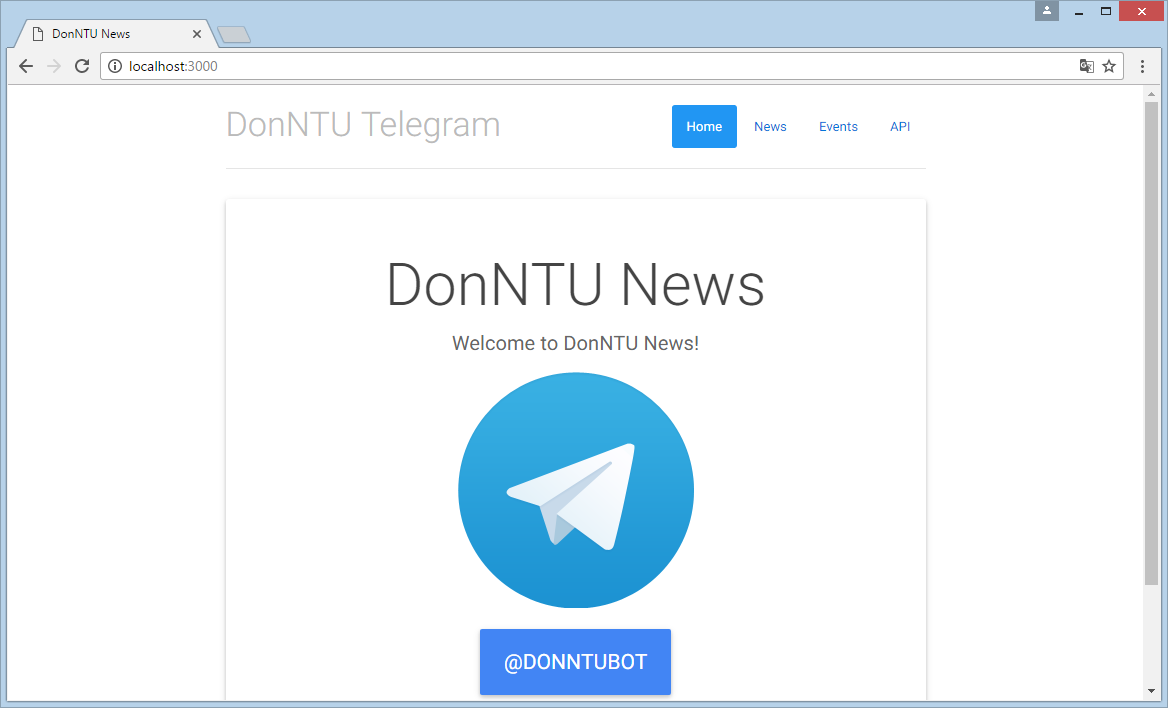 DonNTU News
localhost:3000
DonNTU Telegram
Home News Events API
DonNTU News
Welcome to DonNTU News!
@DONNTUBOT